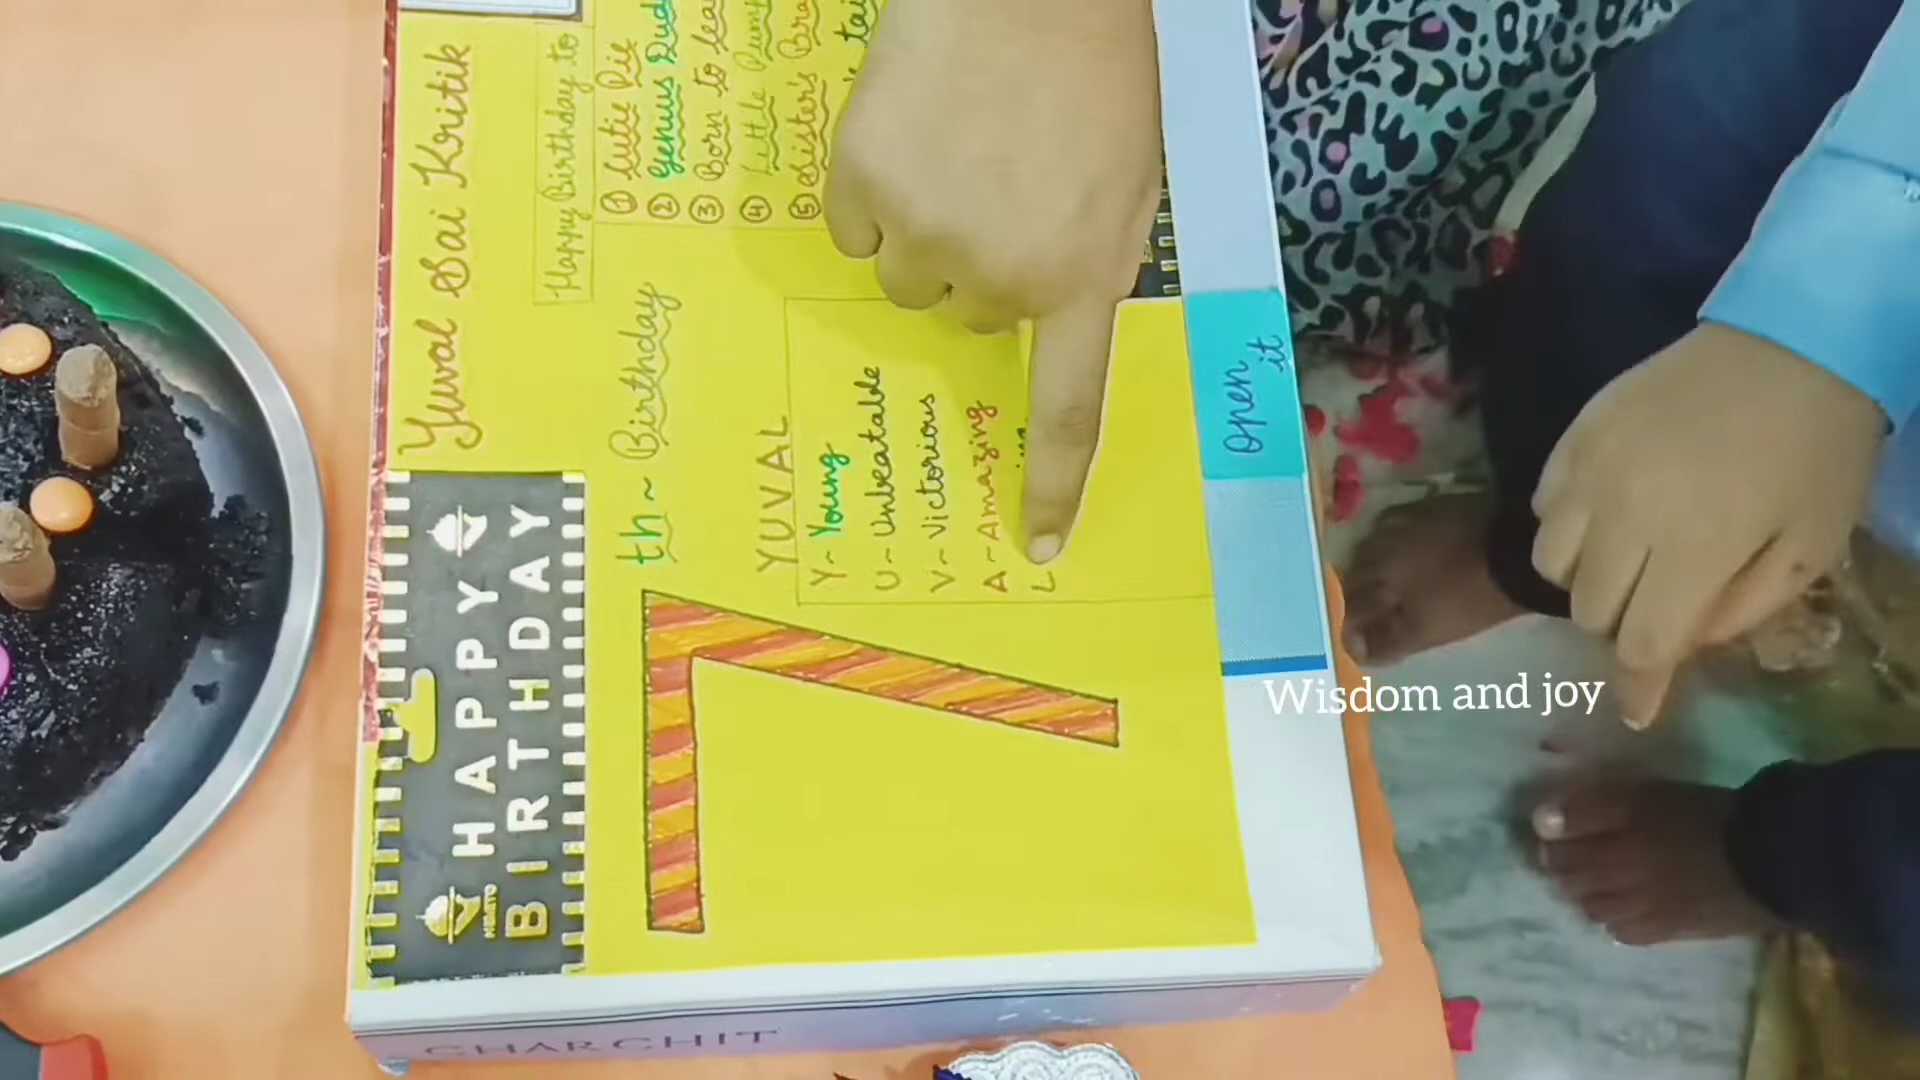 Yuval Sai Kritik
Happy Birthday to
① Cutie Pie
② Genius
③ Born to
④ Little
⑤ Sister's
HAPPY
BIRTHDAY
7
th ~ Birthday
YUVAL
Y ~ Young
U ~ Unbeatable
V ~ Victorious
A ~ Amazing
L
Open
it
CHARCHIT
Wisdom and joy